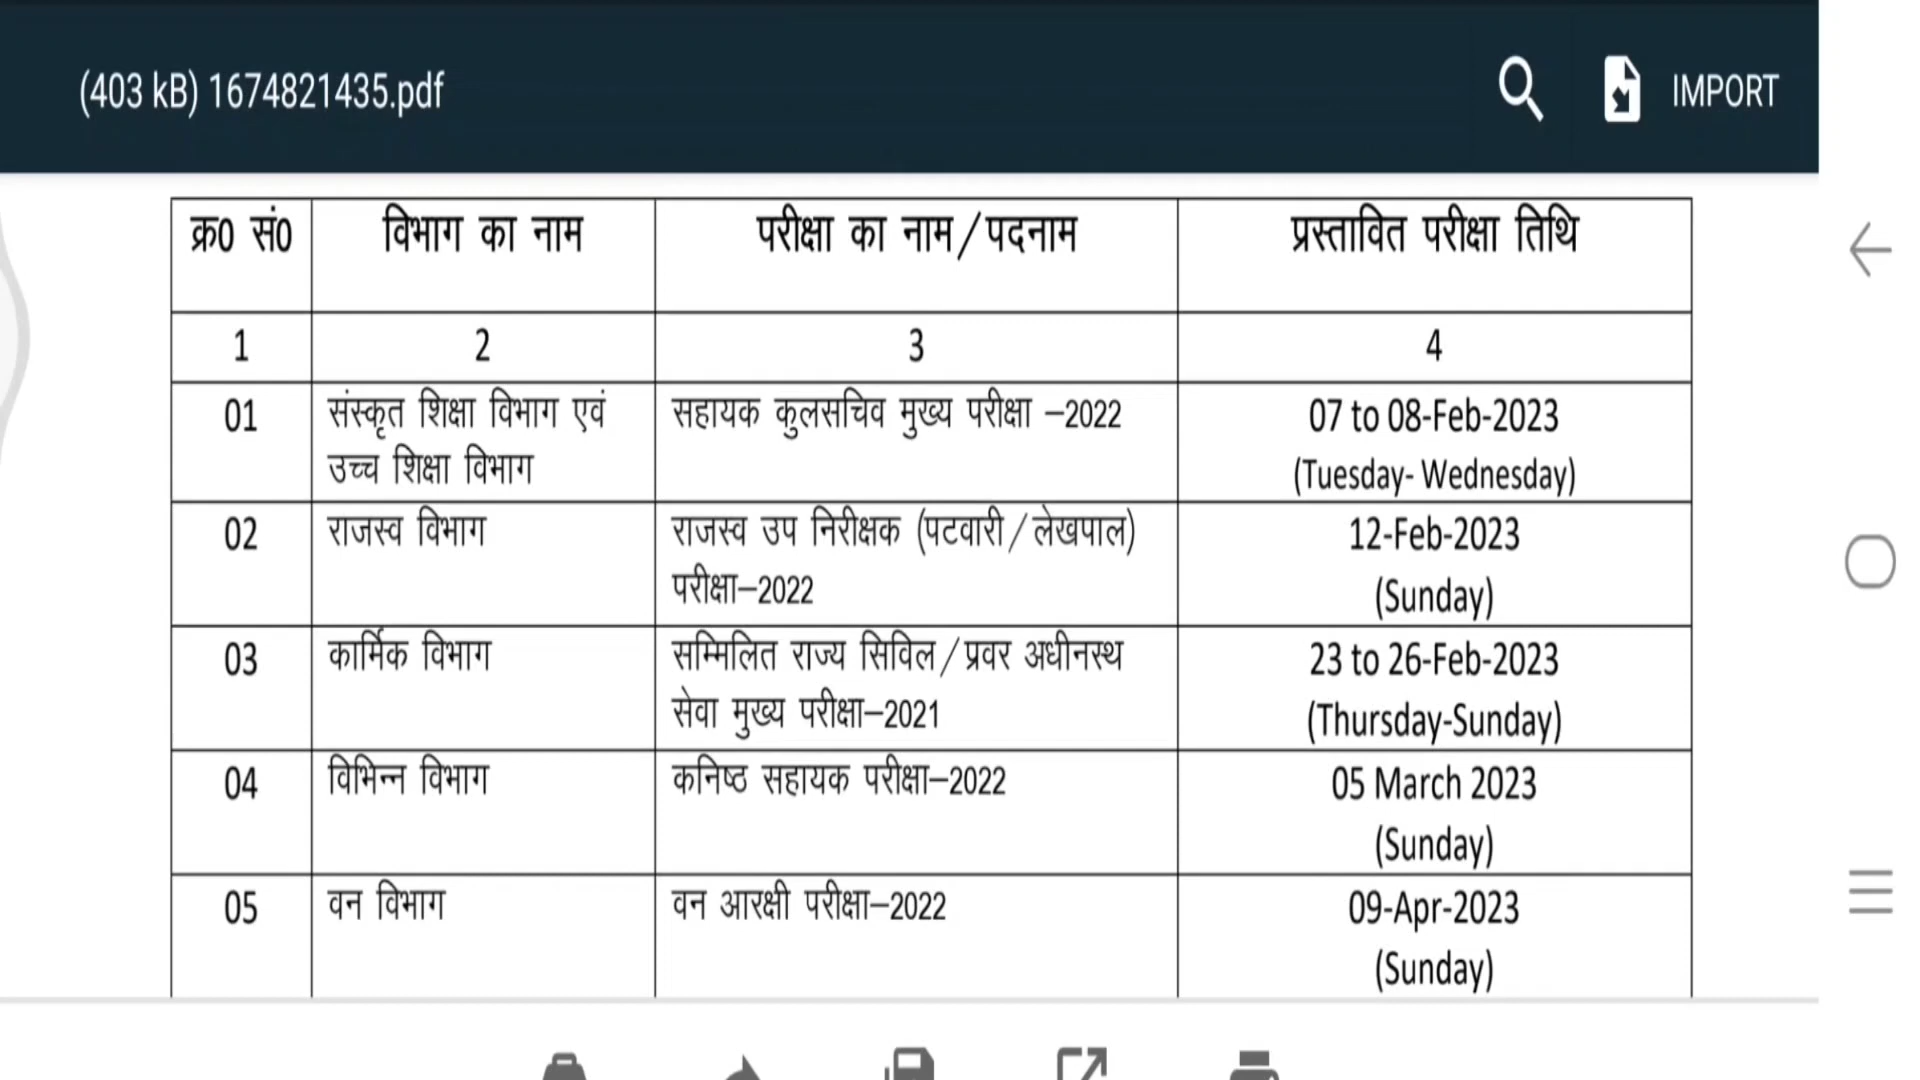 (403 kB) 1674821435.pdf
IMPORT
क्र0 सं0 विभाग का नाम परीक्षा का नाम/पदनाम प्रस्तावित परीक्षा तिथि
1 2 3 4
01 संस्कृत शिक्षा विभाग एवं सहायक कुलसचिव मुख्य परीक्षा –2022 07 to 08-Feb-2023
उच्च शिक्षा विभाग (Tuesday- Wednesday)
02 राजस्व विभाग राजस्व उप निरीक्षक (पटवारी/लेखपाल) 12-Feb-2023
परीक्षा–2022 (Sunday)
03 कार्मिक विभाग सम्मिलित राज्य सिविल/प्रवर अधीनस्थ 23 to 26-Feb-2023
सेवा मुख्य परीक्षा–2021 (Thursday-Sunday)
04 विभिन्न विभाग कनिष्ठ सहायक परीक्षा–2022 05 March 2023
(Sunday)
05 वन विभाग वन आरक्षी परीक्षा–2022 09-Apr-2023
(Sunday)